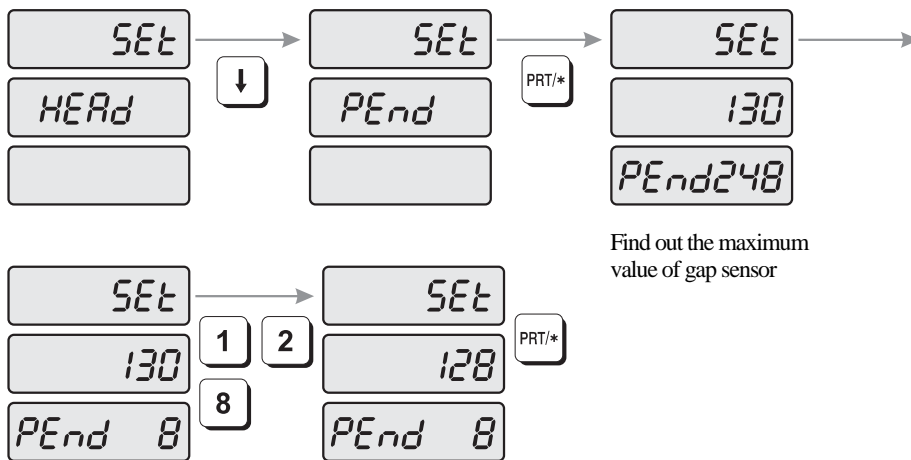 SEt
SEt
SEt
↓
PRT/*
HEAd
PEnd
130
PEnd248
Find out the maximum
value of gap sensor
SEt
SEt
1 2
PRT/*
130
128
8
PEnd 8
PEnd 8